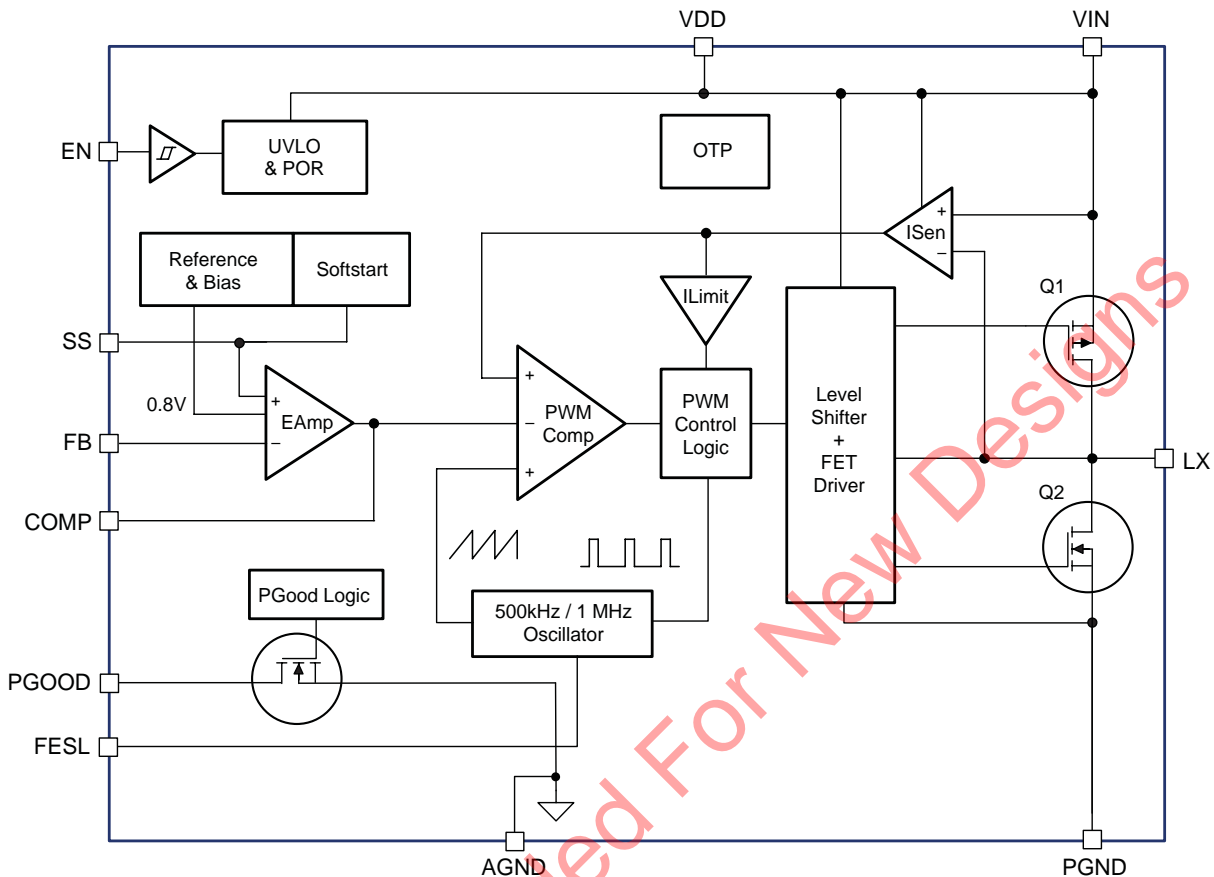 VDD
VIN
EN
UVLO
& POR
OTP
+
ISen
−
Reference
& Bias
Softstart
ILimit
Q1
SS
+
0.8V
EAmp
−
FB
+
PWM
Comp
−
+
PWM
Control
Logic
Level
Shifter
+
FET
Driver
LX
Q2
COMP
PGood Logic
500kHz / 1 MHz
Oscillator
PGOOD
FESL
AGND
PGND
ded For New Designs